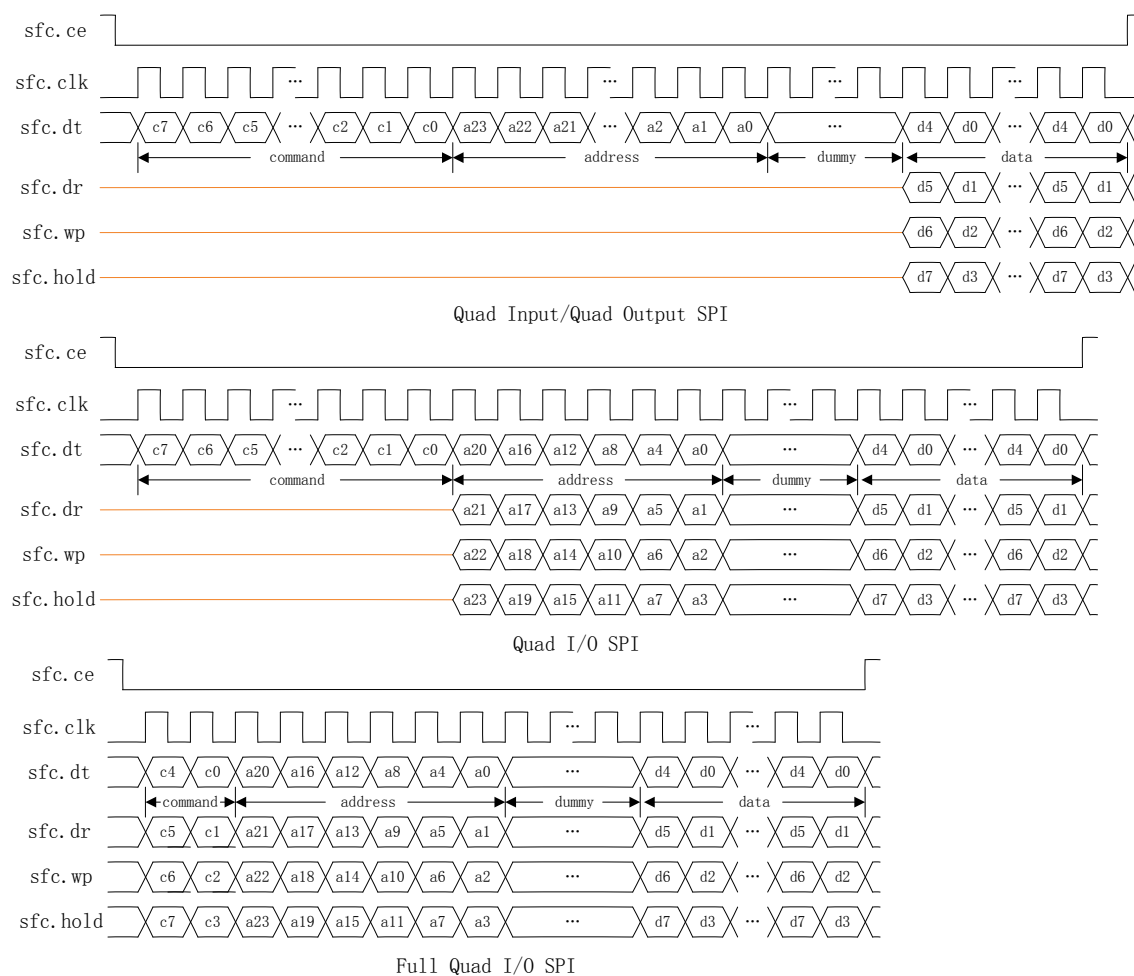 sfc.ce
sfc.clk ... ... ... ...
sfc.dt c7 c6 c5 ... c2 c1 c0 a23 a22 a21 ... a2 a1 a0 ... d4 d0 ... d4 d0
command address dummy data
sfc.dr d5 d1 ... d5 d1
sfc.wp d6 d2 ... d6 d2
sfc.hold d7 d3 ... d7 d3
Quad Input/Quad Output SPI
sfc.ce
sfc.clk ... ... ...
sfc.dt c7 c6 c5 ... c2 c1 c0 a20 a16 a12 a8 a4 a0 ... d4 d0 ... d4 d0
command address dummy data
sfc.dr a21 a17 a13 a9 a5 a1 ... d5 d1 ... d5 d1
sfc.wp a22 a18 a14 a10 a6 a2 ... d6 d2 ... d6 d2
sfc.hold a23 a19 a15 a11 a7 a3 ... d7 d3 ... d7 d3
Quad I/O SPI
sfc.ce
sfc.clk ... ...
sfc.dt c4 c0 a20 a16 a12 a8 a4 a0 ... d4 d0 ... d4 d0
command address dummy data
sfc.dr c5 c1 a21 a17 a13 a9 a5 a1 ... d5 d1 ... d5 d1
sfc.wp c6 c2 a22 a18 a14 a10 a6 a2 ... d6 d2 ... d6 d2
sfc.hold c7 c3 a23 a19 a15 a11 a7 a3 ... d7 d3 ... d7 d3
Full Quad I/O SPI